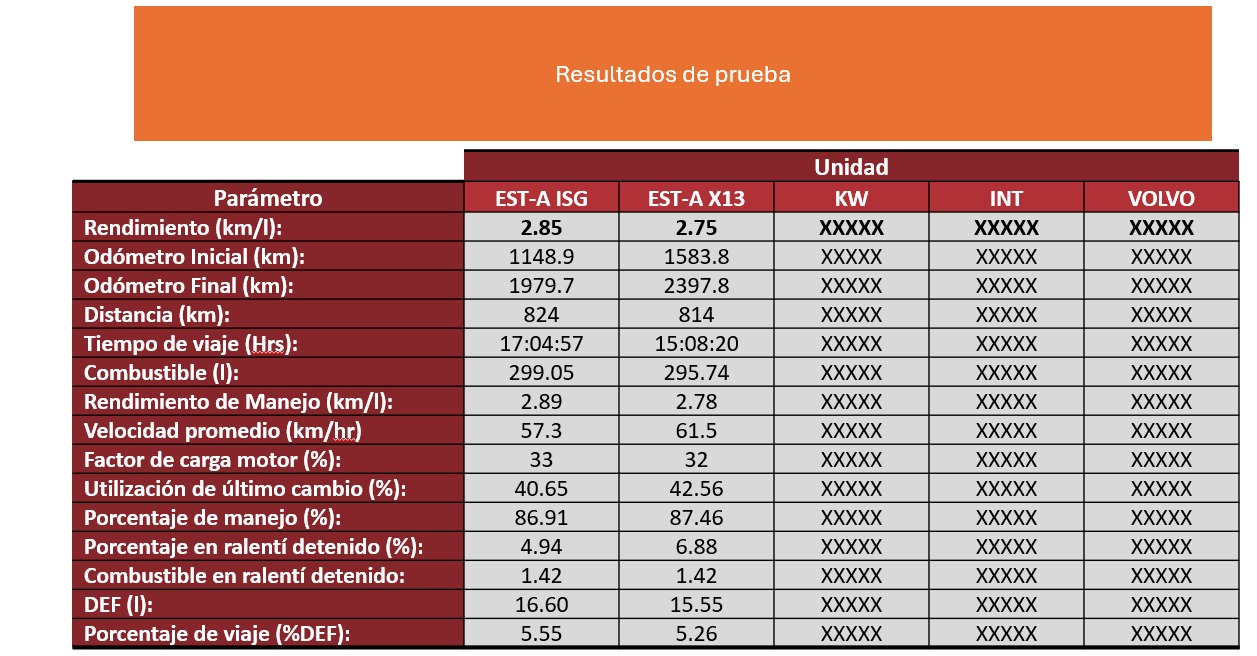 Resultados de prueba
Unidad
Parámetro EST-A ISG EST-A X13 KW INT VOLVO
Rendimiento (km/l): 2.85 2.75 XXXXX XXXXX XXXXX
Odómetro Inicial (km): 1148.9 1583.8 XXXXX XXXXX XXXXX
Odómetro Final (km): 1979.7 2397.8 XXXXX XXXXX XXXXX
Distancia (km): 824 814 XXXXX XXXXX XXXXX
Tiempo de viaje (Hrs): 17:04:57 15:08:20 XXXXX XXXXX XXXXX
Combustible (l): 299.05 295.74 XXXXX XXXXX XXXXX
Rendimiento de Manejo (km/l): 2.89 2.78 XXXXX XXXXX XXXXX
Velocidad promedio (km/hr) 57.3 61.5 XXXXX XXXXX XXXXX
Factor de carga motor (%): 33 32 XXXXX XXXXX XXXXX
Utilización de último cambio (%): 40.65 42.56 XXXXX XXXXX XXXXX
Porcentaje de manejo (%): 86.91 87.46 XXXXX XXXXX XXXXX
Porcentaje en ralentí detenido (%): 4.94 6.88 XXXXX XXXXX XXXXX
Combustible en ralentí detenido: 1.42 1.42 XXXXX XXXXX XXXXX
DEF (l): 16.60 15.55 XXXXX XXXXX XXXXX
Porcentaje de viaje (%DEF): 5.55 5.26 XXXXX XXXXX XXXXX